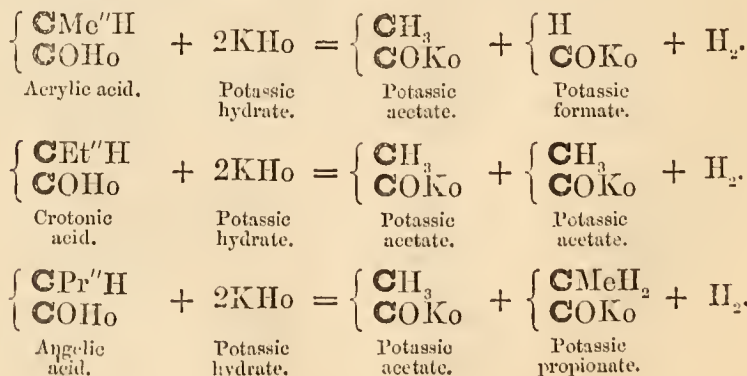 { CMe″H + 2KHo = { CH₃ + { H + H₂.
{ COHo { COKo { COKo
Acrylic acid. Potassic Potassic Potassic
hydrate. acetate. formate.
{ CEt″H + 2KHo = { CH₃ + { CH₃ + H₂.
{ COHo { COKo { COKo
Crotonic Potassic Potassic Potassic
acid. hydrate. acetate. acetate.
{ CPr″H + 2KHo = { CH₃ + { CMeH₂ + H₂.
{ COHo { COKo { COKo
Angelic Potassic Potassic Potassic
acid. hydrate. acetate. propionate.